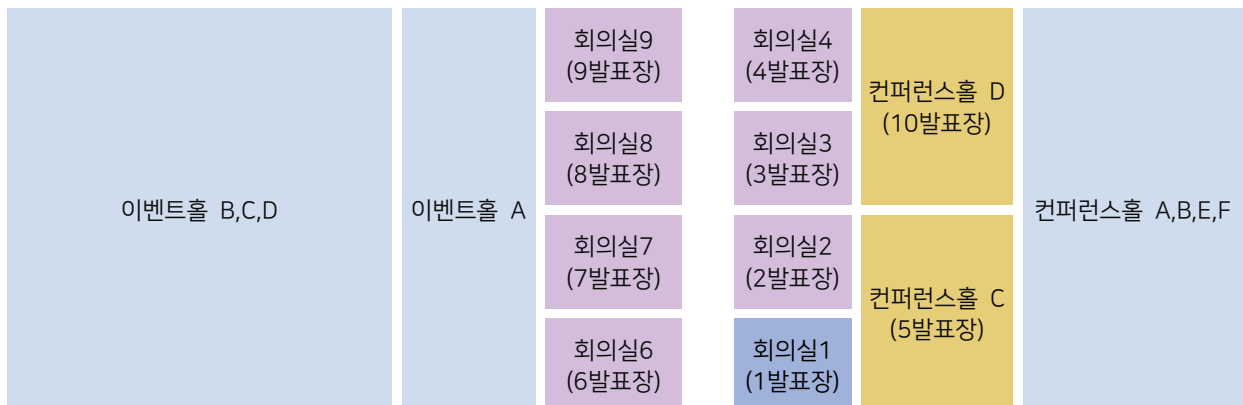 이벤트홀 B,C,D
이벤트홀 A
회의실9
(9발표장)
회의실8
(8발표장)
회의실7
(7발표장)
회의실6
(6발표장)
회의실4
(4발표장)
회의실3
(3발표장)
회의실2
(2발표장)
회의실1
(1발표장)
컨퍼런스홀 D
(10발표장)
컨퍼런스홀 C
(5발표장)
컨퍼런스홀 A,B,E,F